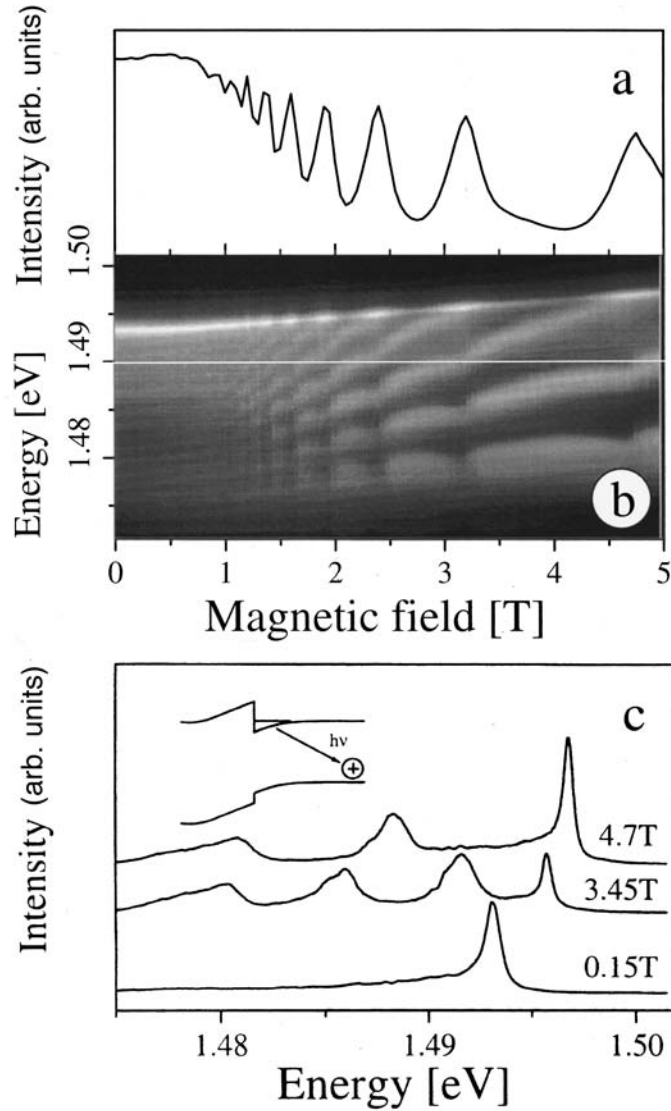 Intensity (arb. units)
a
Energy [eV]
1.50
1.49
1.48
b
0 1 2 3 4 5
Magnetic field [T]
Intensity (arb. units)
c
hν
+
4.7T
3.45T
0.15T
1.48 1.49 1.50
Energy [eV]